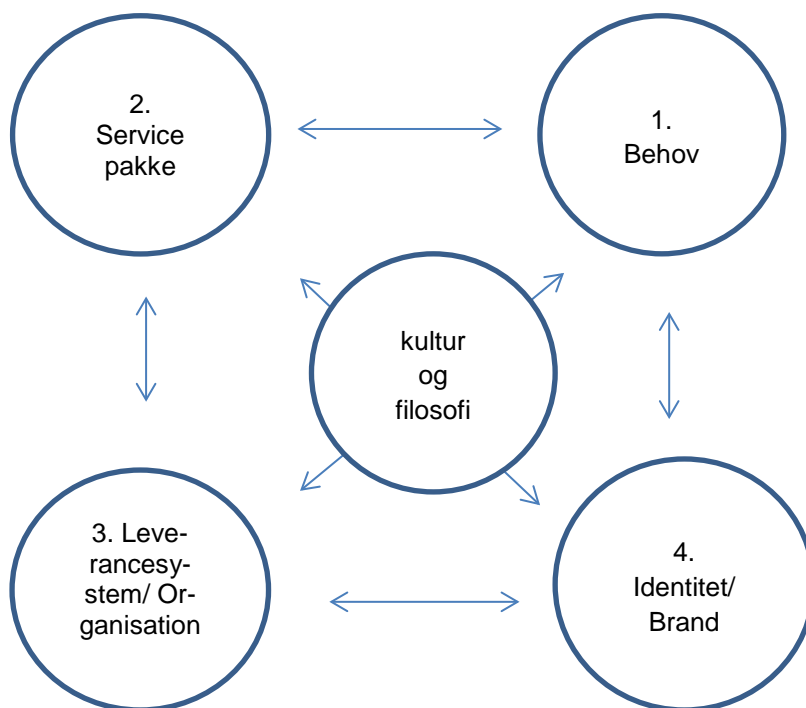 2.
Service
pakke
1.
Behov
kultur
og
filosofi
3. Leve-
rancesy-
stem/ Or-
ganisation
4.
Identitet/
Brand